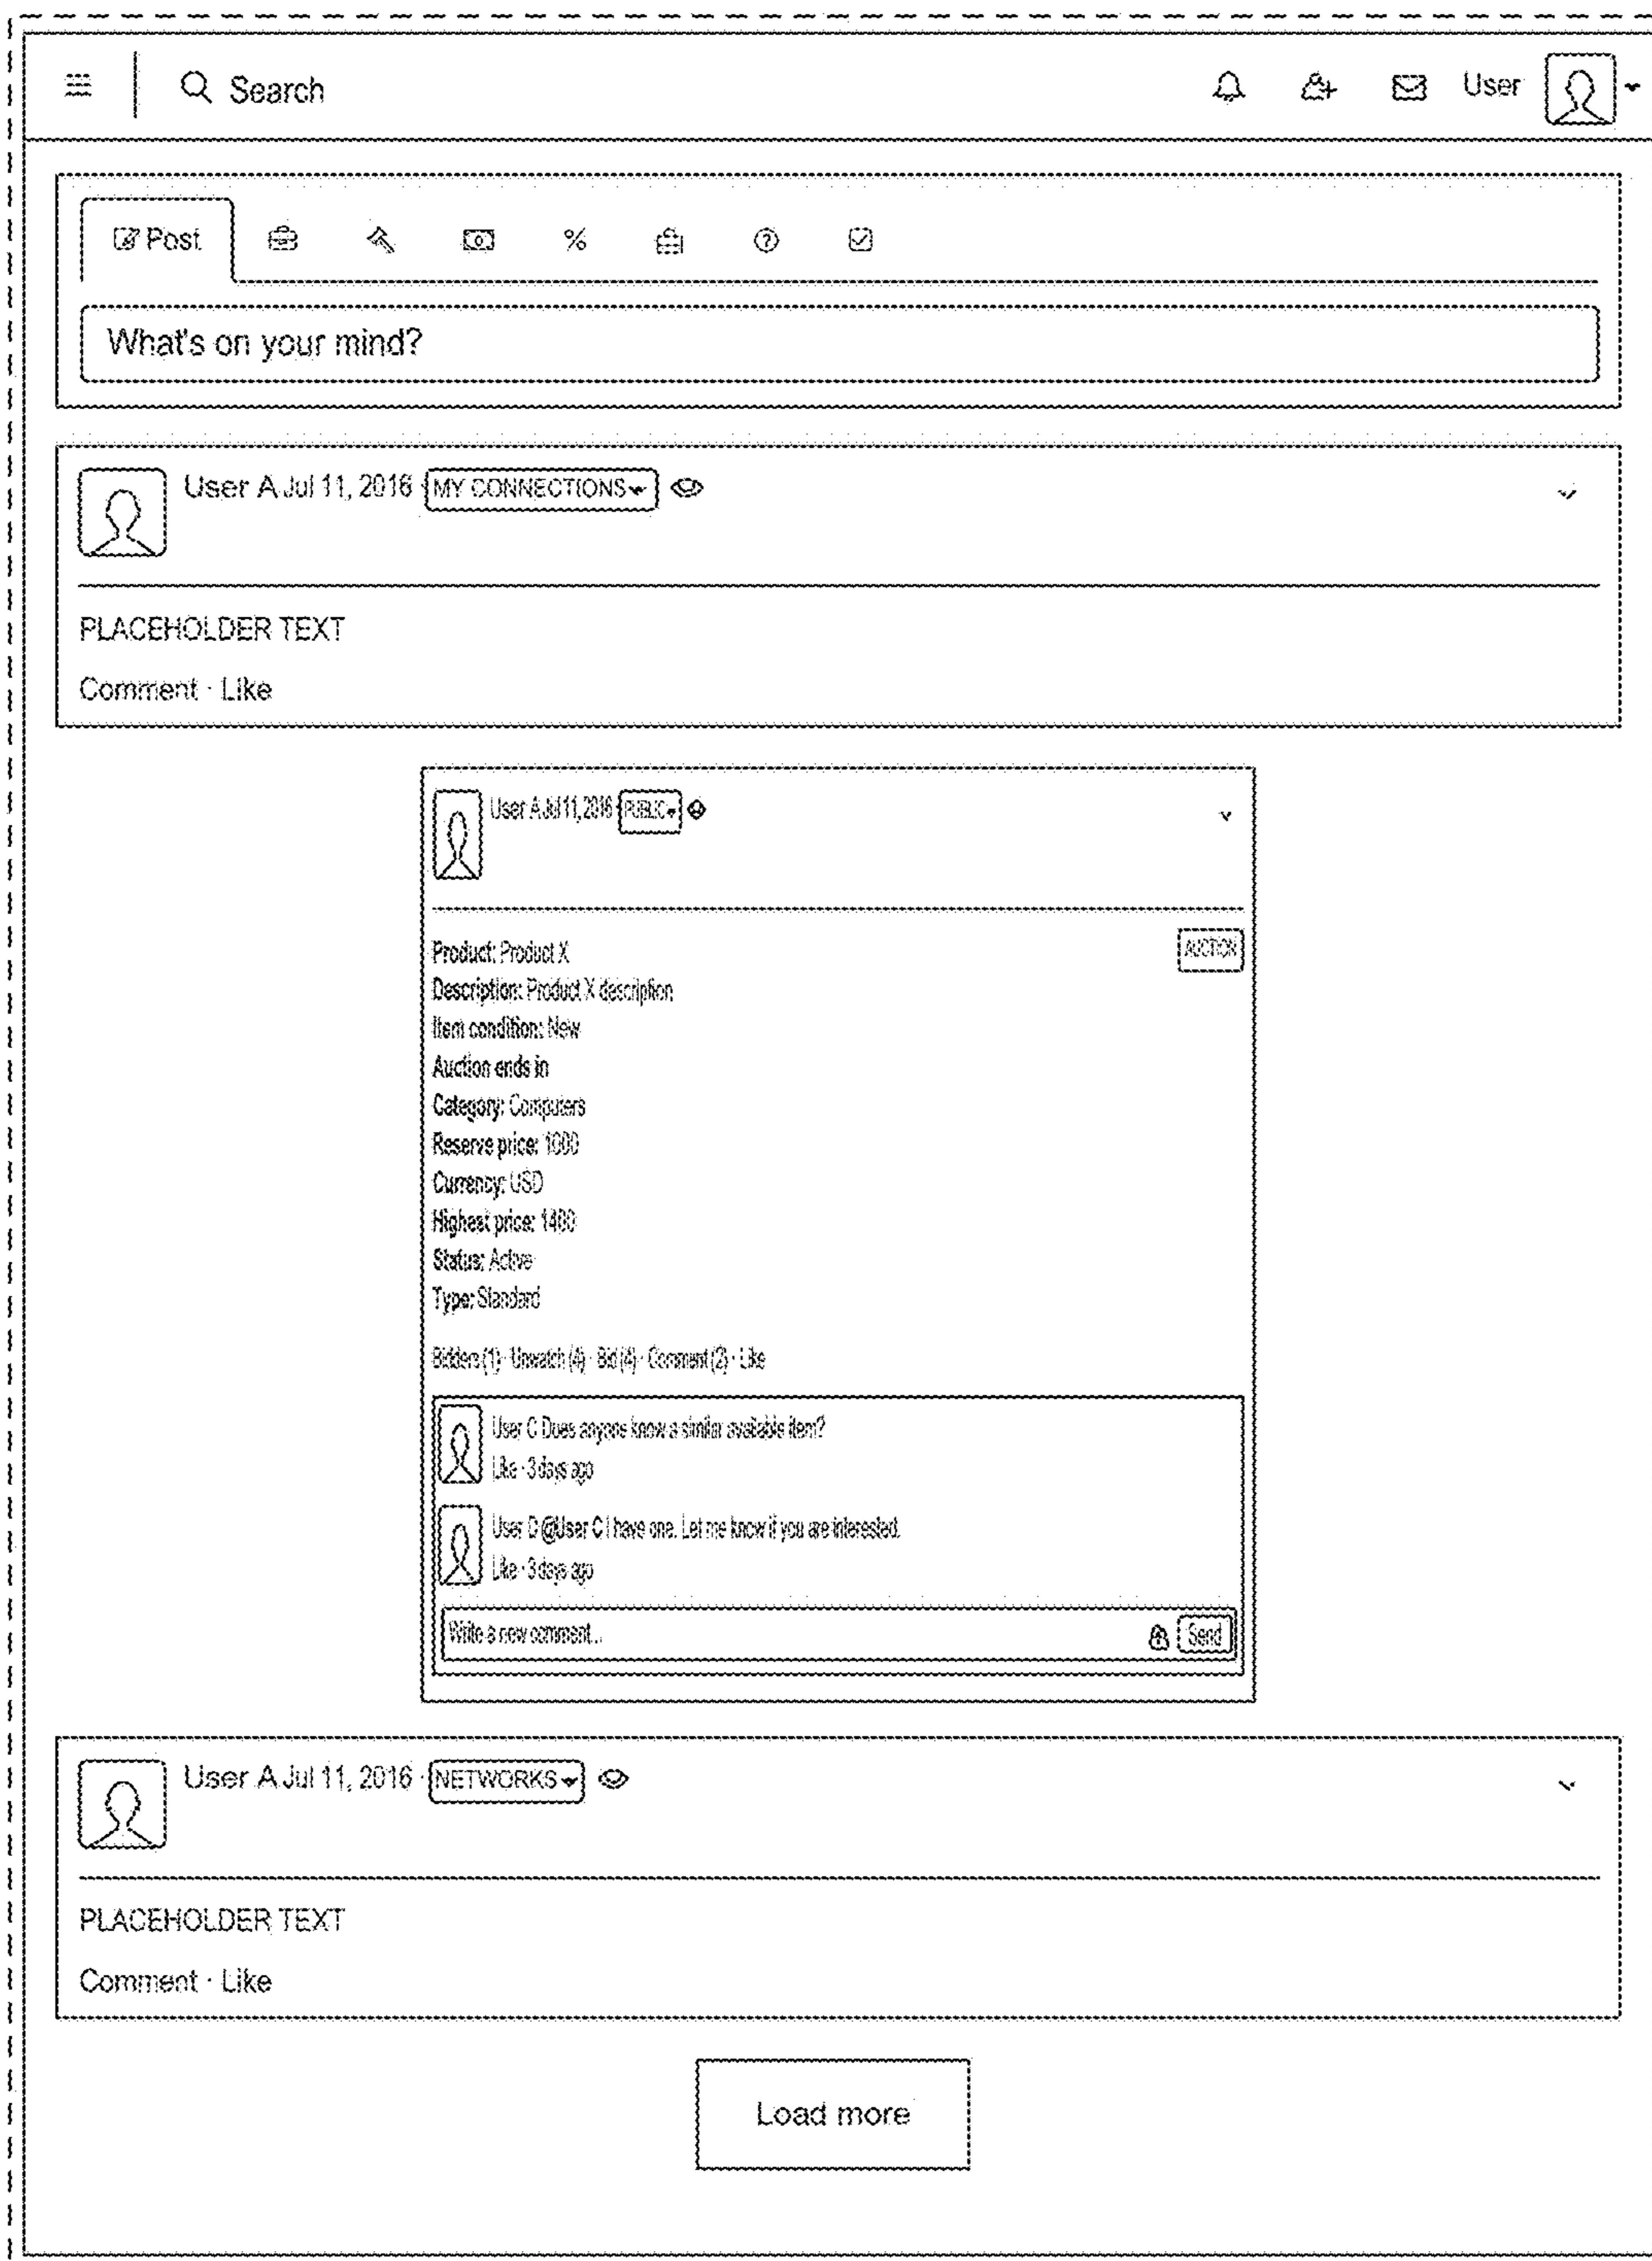 Search
User
Post
What's on your mind?
User A Jul 11, 2016 · MY CONNECTIONS
PLACEHOLDER TEXT
Comment · Like
User A Jul 11, 2016 · PUBLIC
Product: Product X
AUCTION
Description: Product X description
Item condition: New
Auction ends in
Category: Computers
Reserve price: 1000
Currency: USD
Highest price: 1400
Status: Active
Type: Standard
Bidders (1) · Unwatch (4) · Bid (4) · Comment (2) · Like
User C Does anyone know a similar available item?
Like · 3 days ago
User D @User C I have one. Let me know if you are interested.
Like · 3 days ago
Write a new comment...
Send
User A Jul 11, 2016 · NETWORKS
PLACEHOLDER TEXT
Comment · Like
Load more